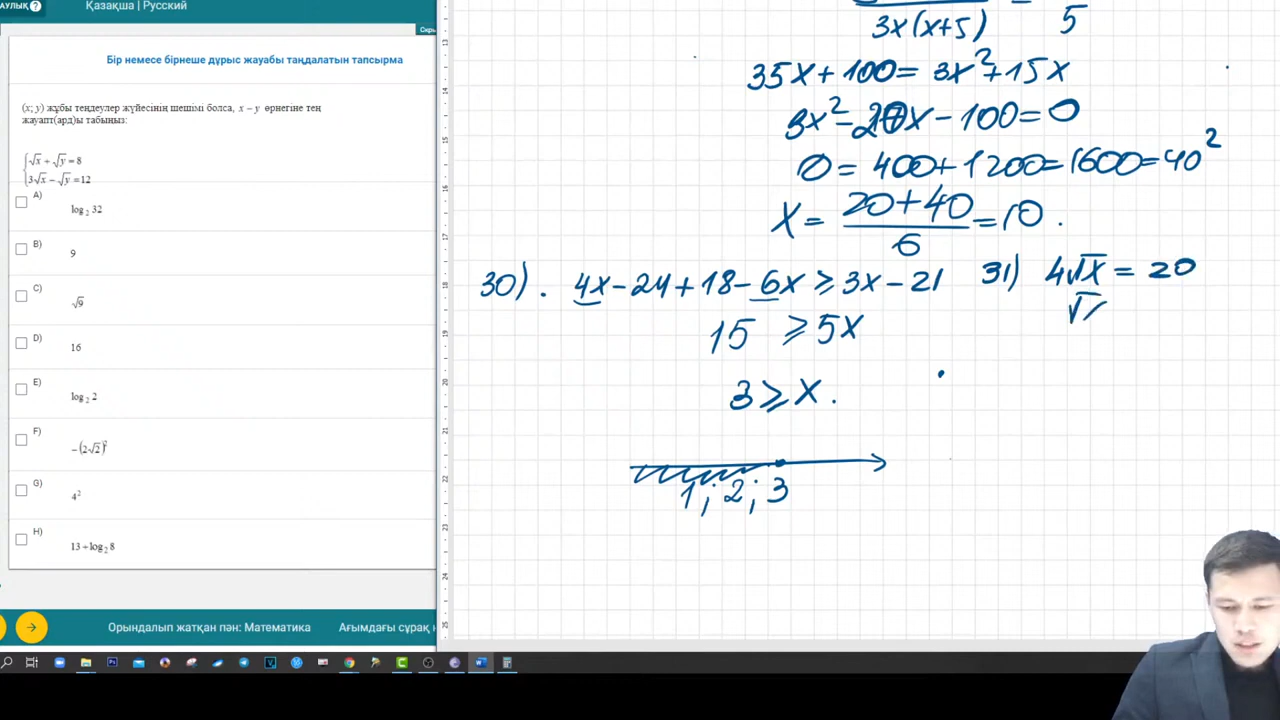 АУЛЫҚ ?
Қазақша | Русский
Бір немесе бірнеше дұрыс жауабы таңдалатын тапсырма
(x; y) жұбы теңдеулер жүйесінің шешімі болса, x – y өрнегіне тең
жауапт(ард)ы табыңыз:
√x + √y = 8
3√x − √y = 12
A) log₂ 32
B) 9
C) √9
D) 16
E) log₂ 2
F) −(2√2)²
G) 4²
H) 13 + log₂ 8
Орындалып жатқан пән: Математика
Ағымдағы сұрақ
3x(x+5)
5
35x + 100 = 3x² + 15x
3x² − 20x − 100 = 0
D = 400 + 1200 = 1600 = 40²
x = (20 + 40)/6 = 10.
30). 4x − 24 + 18 − 6x ≥ 3x − 21
15 ≥ 5x
3 ≥ x.
1; 2; 3
31) 4√x = 20